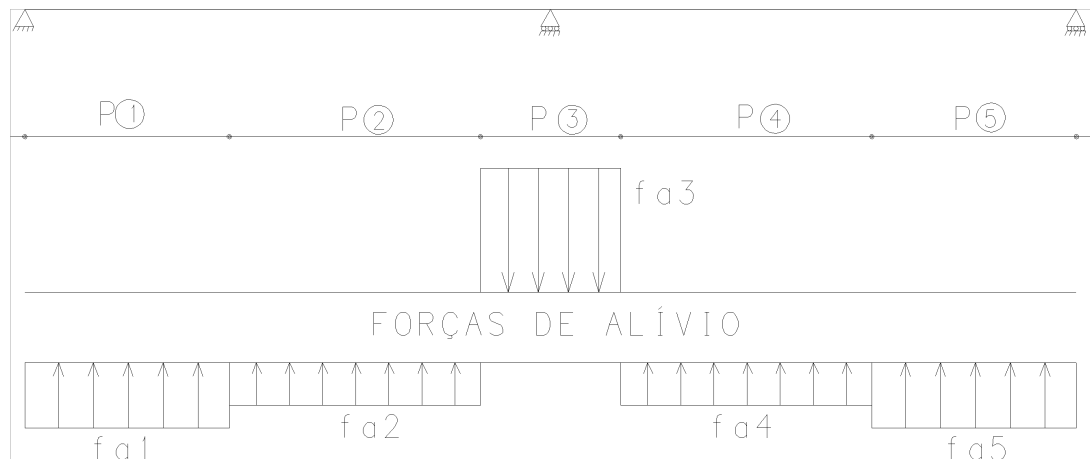 P① P② P③ P④ P⑤
fa3
FORÇAS DE ALÍVIO
fa1 fa2 fa4 fa5